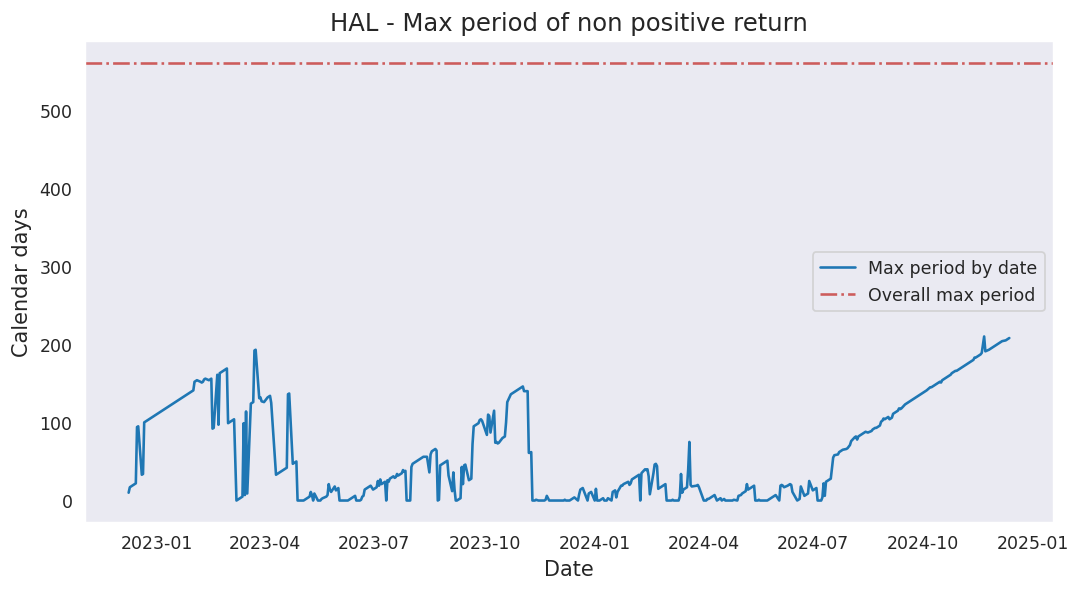 HAL - Max period of non positive return
Calendar days
500
400
300
200
100
0
Max period by date
Overall max period
2023-01 2023-04 2023-07 2023-10 2024-01 2024-04 2024-07 2024-10 2025-01
Date